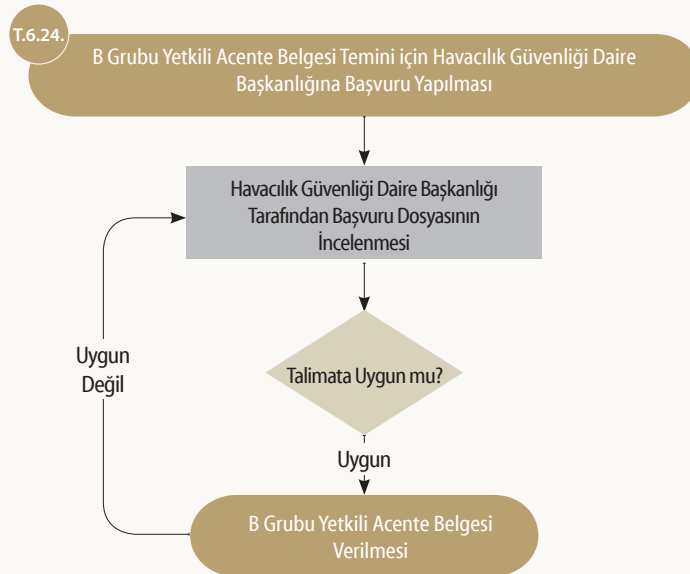 T.6.24.
B Grubu Yetkili Acente Belgesi Temini için Havacılık Güvenliği Daire
Başkanlığına Başvuru Yapılması
Havacılık Güvenliği Daire Başkanlığı
Tarafından Başvuru Dosyasının
İncelenmesi
Talimata Uygun mu?
Uygun
Değil
Uygun
B Grubu Yetkili Acente Belgesi
Verilmesi